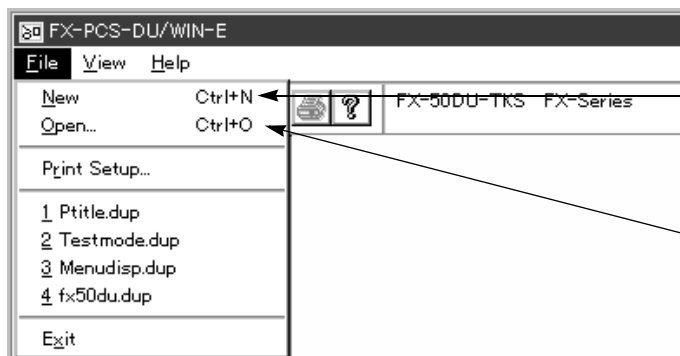 FX-PCS-DU/WIN-E
File View Help
New Ctrl+N
Open... Ctrl+O
FX-50DU-TKS FX-Series
Print Setup...
1 Ptitle.dup
2 Testmode.dup
3 Menudisp.dup
4 fx50du.dup
Exit